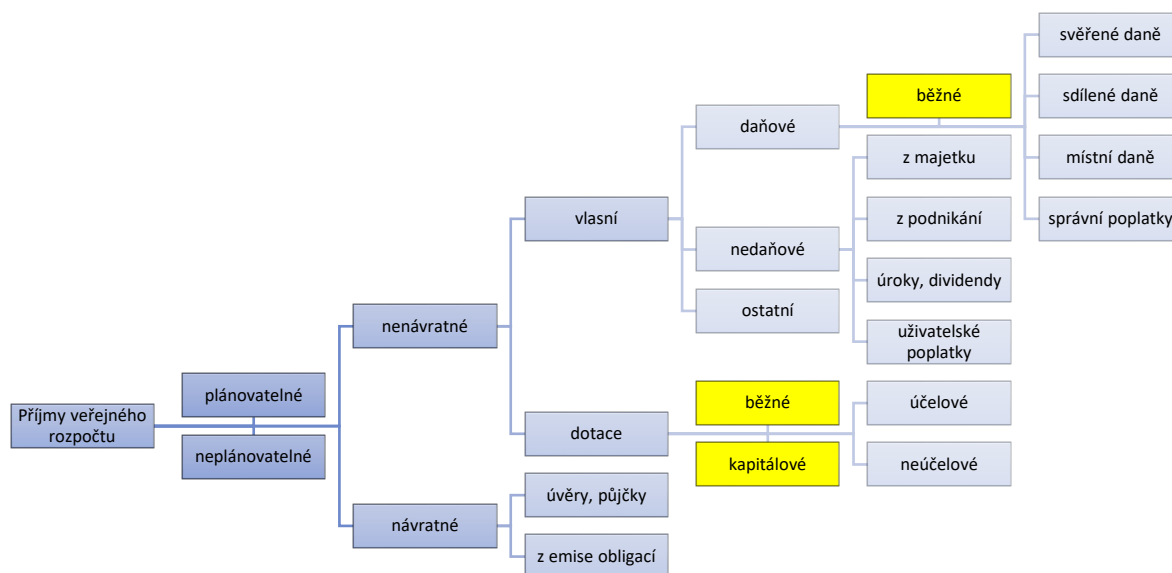 Příjmy veřejného
rozpočtu
plánovatelné
neplánovatelné
nenávratné
vlasní
daňové
běžné
svěřené daně
sdílené daně
místní daně
správní poplatky
nedaňové
z majetku
z podnikání
úroky, dividendy
uživatelské
poplatky
ostatní
dotace
běžné
kapitálové
účelové
neúčelové
návratné
úvěry, půjčky
z emise obligací